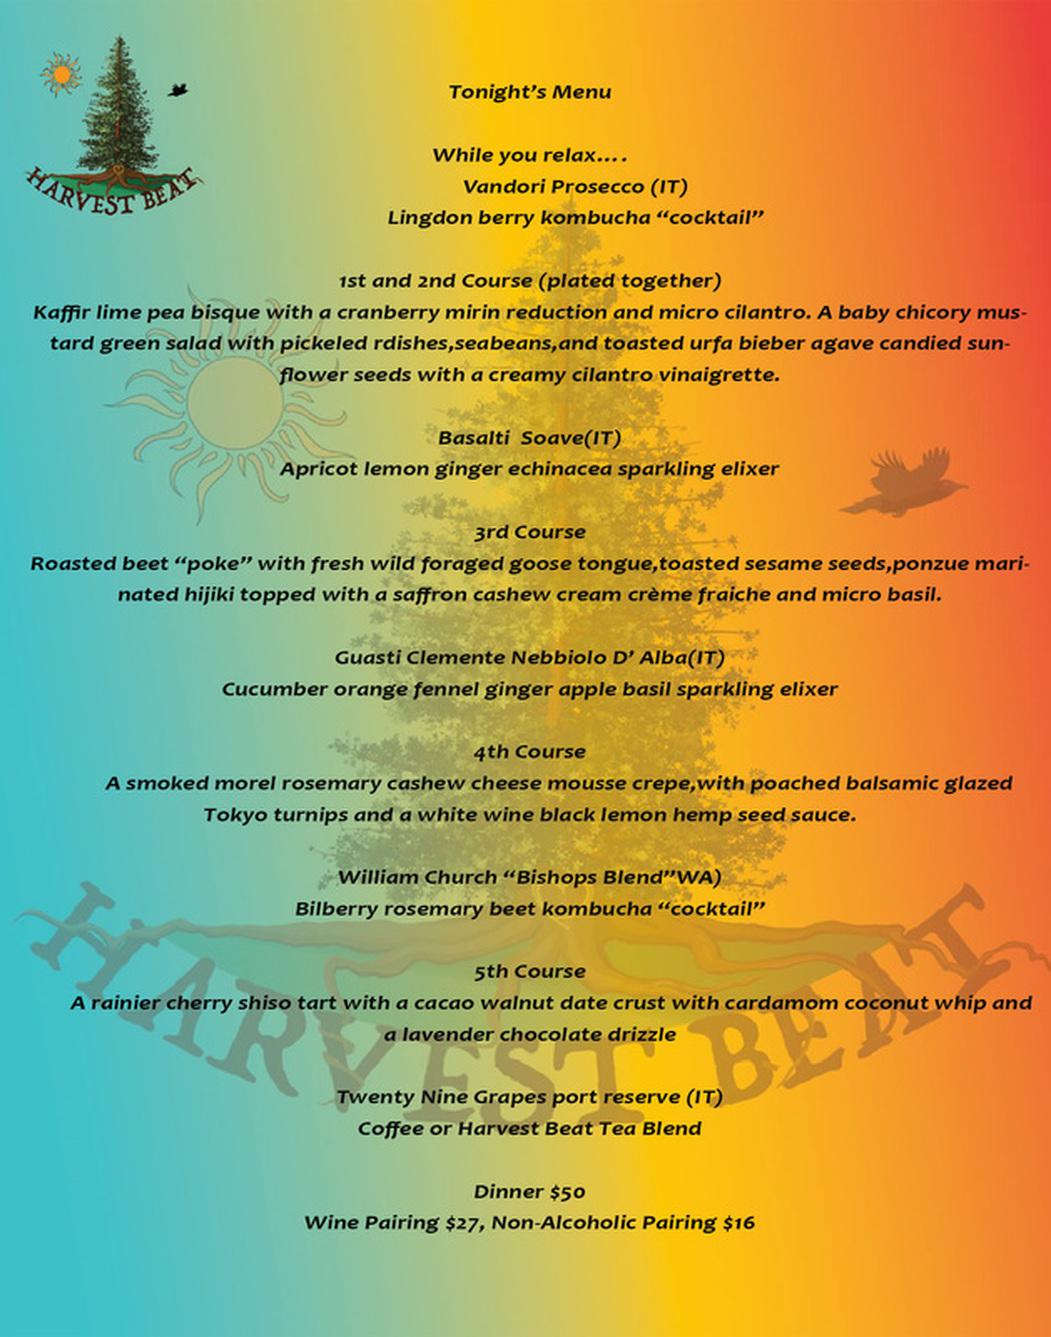 HARVEST BEAT
Tonight's Menu
While you relax....
Vandori Prosecco (IT)
Lingdon berry kombucha “cocktail”
1st and 2nd Course (plated together)
Kaffir lime pea bisque with a cranberry mirin reduction and micro cilantro. A baby chicory mus-
tard green salad with pickeled rdishes,seabeans,and toasted urfa bieber agave candied sun-
flower seeds with a creamy cilantro vinaigrette.
Basalti  Soave(IT)
Apricot lemon ginger echinacea sparkling elixer
3rd Course
Roasted beet “poke” with fresh wild foraged goose tongue,toasted sesame seeds,ponzue mari-
nated hijiki topped with a saffron cashew cream crème fraiche and micro basil.
Guasti Clemente Nebbiolo D’ Alba(IT)
Cucumber orange fennel ginger apple basil sparkling elixer
4th Course
A smoked morel rosemary cashew cheese mousse crepe,with poached balsamic glazed
Tokyo turnips and a white wine black lemon hemp seed sauce.
William Church “Bishops Blend”WA)
Bilberry rosemary beet kombucha “cocktail”
5th Course
A rainier cherry shiso tart with a cacao walnut date crust with cardamom coconut whip and
a lavender chocolate drizzle
HARVEST BEAT
Twenty Nine Grapes port reserve (IT)
Coffee or Harvest Beat Tea Blend
Dinner $50
Wine Pairing $27, Non-Alcoholic Pairing $16